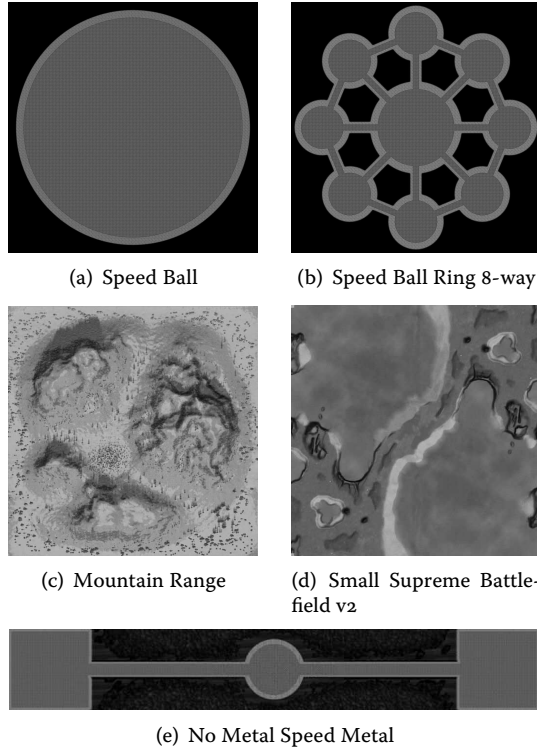 (a) Speed Ball
(b) Speed Ball Ring 8-way
(c) Mountain Range
(d) Small Supreme Battle-
field v2
(e) No Metal Speed Metal